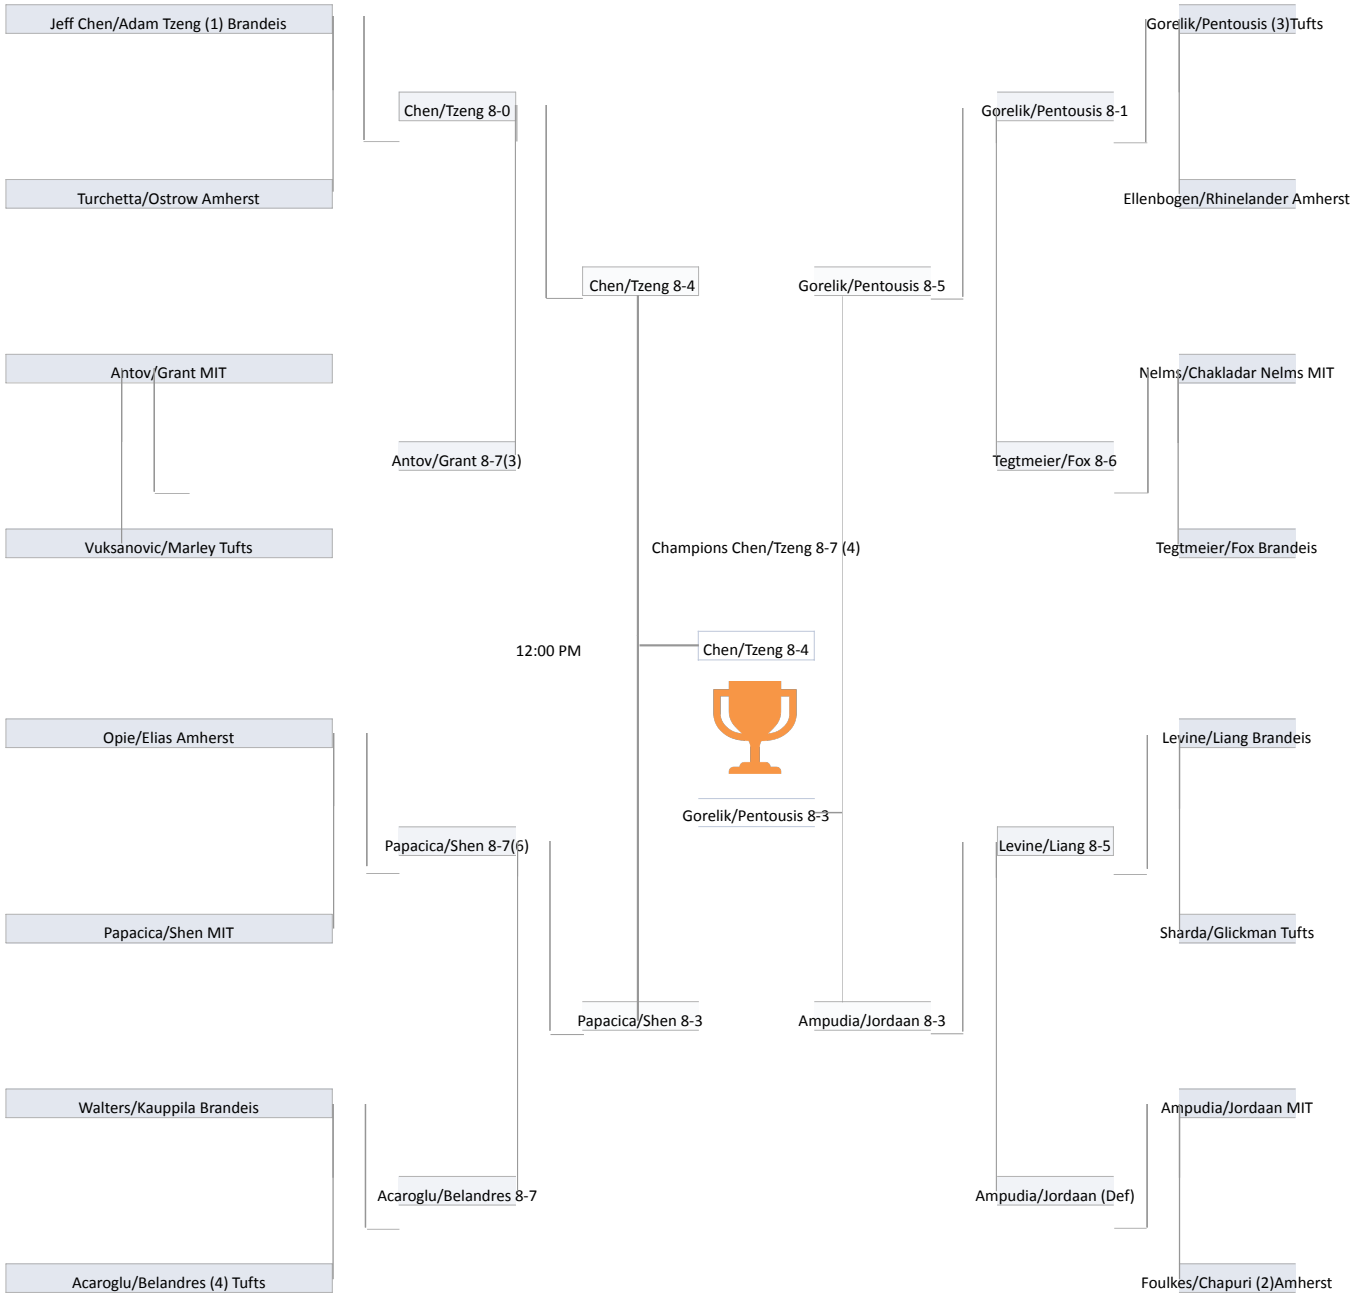 Jeff Chen/Adam Tzeng (1) Brandeis
Gorelik/Pentousis (3)Tufts
Chen/Tzeng 8-0
Gorelik/Pentousis 8-1
Turchetta/Ostrow Amherst
Ellenbogen/Rhinelander Amherst
Chen/Tzeng 8-4
Gorelik/Pentousis 8-5
Antov/Grant MIT
Nelms/Chakladar Nelms MIT
Antov/Grant 8-7(3)
Tegtmeier/Fox 8-6
Vuksanovic/Marley Tufts
Champions Chen/Tzeng 8-7 (4)
Tegtmeier/Fox Brandeis
12:00 PM
Chen/Tzeng 8-4
Opie/Elias Amherst
Levine/Liang Brandeis
Gorelik/Pentousis 8-3
Papacica/Shen 8-7(6)
Levine/Liang 8-5
Papacica/Shen MIT
Sharda/Glickman Tufts
Papacica/Shen 8-3
Ampudia/Jordaan 8-3
Walters/Kauppila Brandeis
Ampudia/Jordaan MIT
Acaroglu/Belandres 8-7
Ampudia/Jordaan (Def)
Acaroglu/Belandres (4) Tufts
Foulkes/Chapuri (2)Amherst